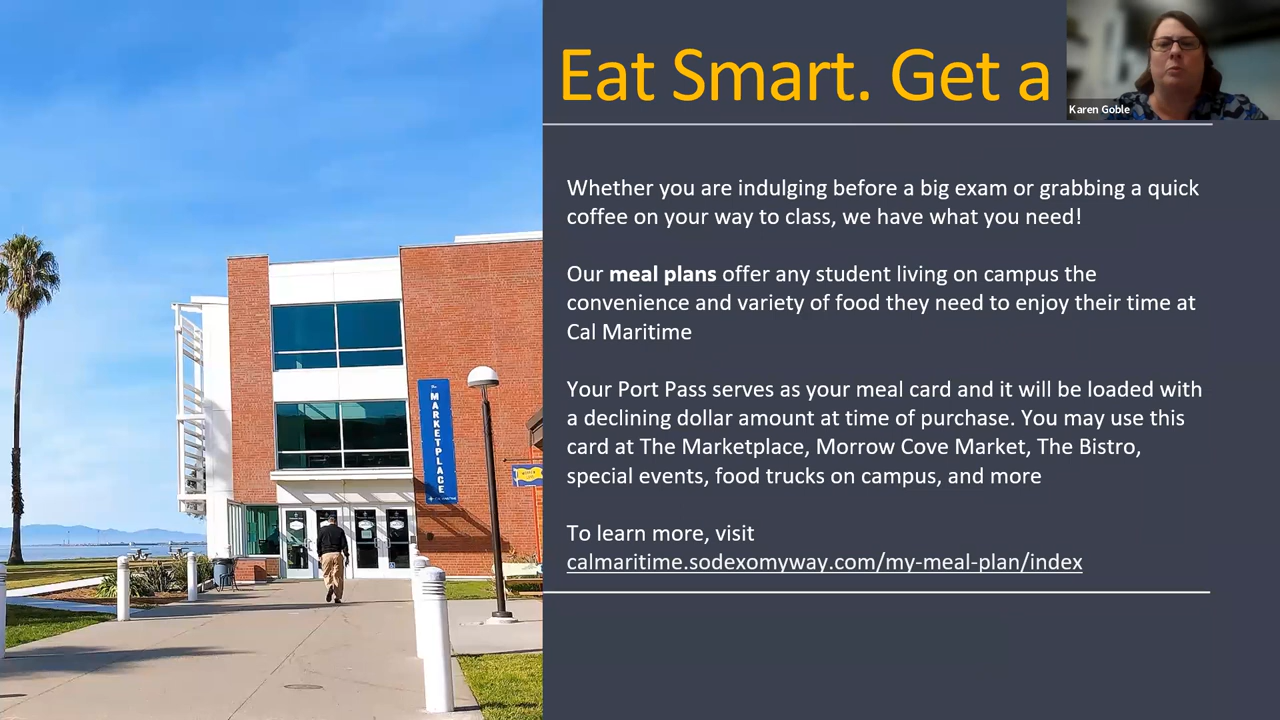 Eat Smart. Get a
Karen Goble
Whether you are indulging before a big exam or grabbing a quick
coffee on your way to class, we have what you need!
Our meal plans offer any student living on campus the
convenience and variety of food they need to enjoy their time at
Cal Maritime
Your Port Pass serves as your meal card and it will be loaded with
a declining dollar amount at time of purchase. You may use this
card at The Marketplace, Morrow Cove Market, The Bistro,
special events, food trucks on campus, and more
To learn more, visit
calmaritime.sodexomyway.com/my-meal-plan/index
MARKETPLACE